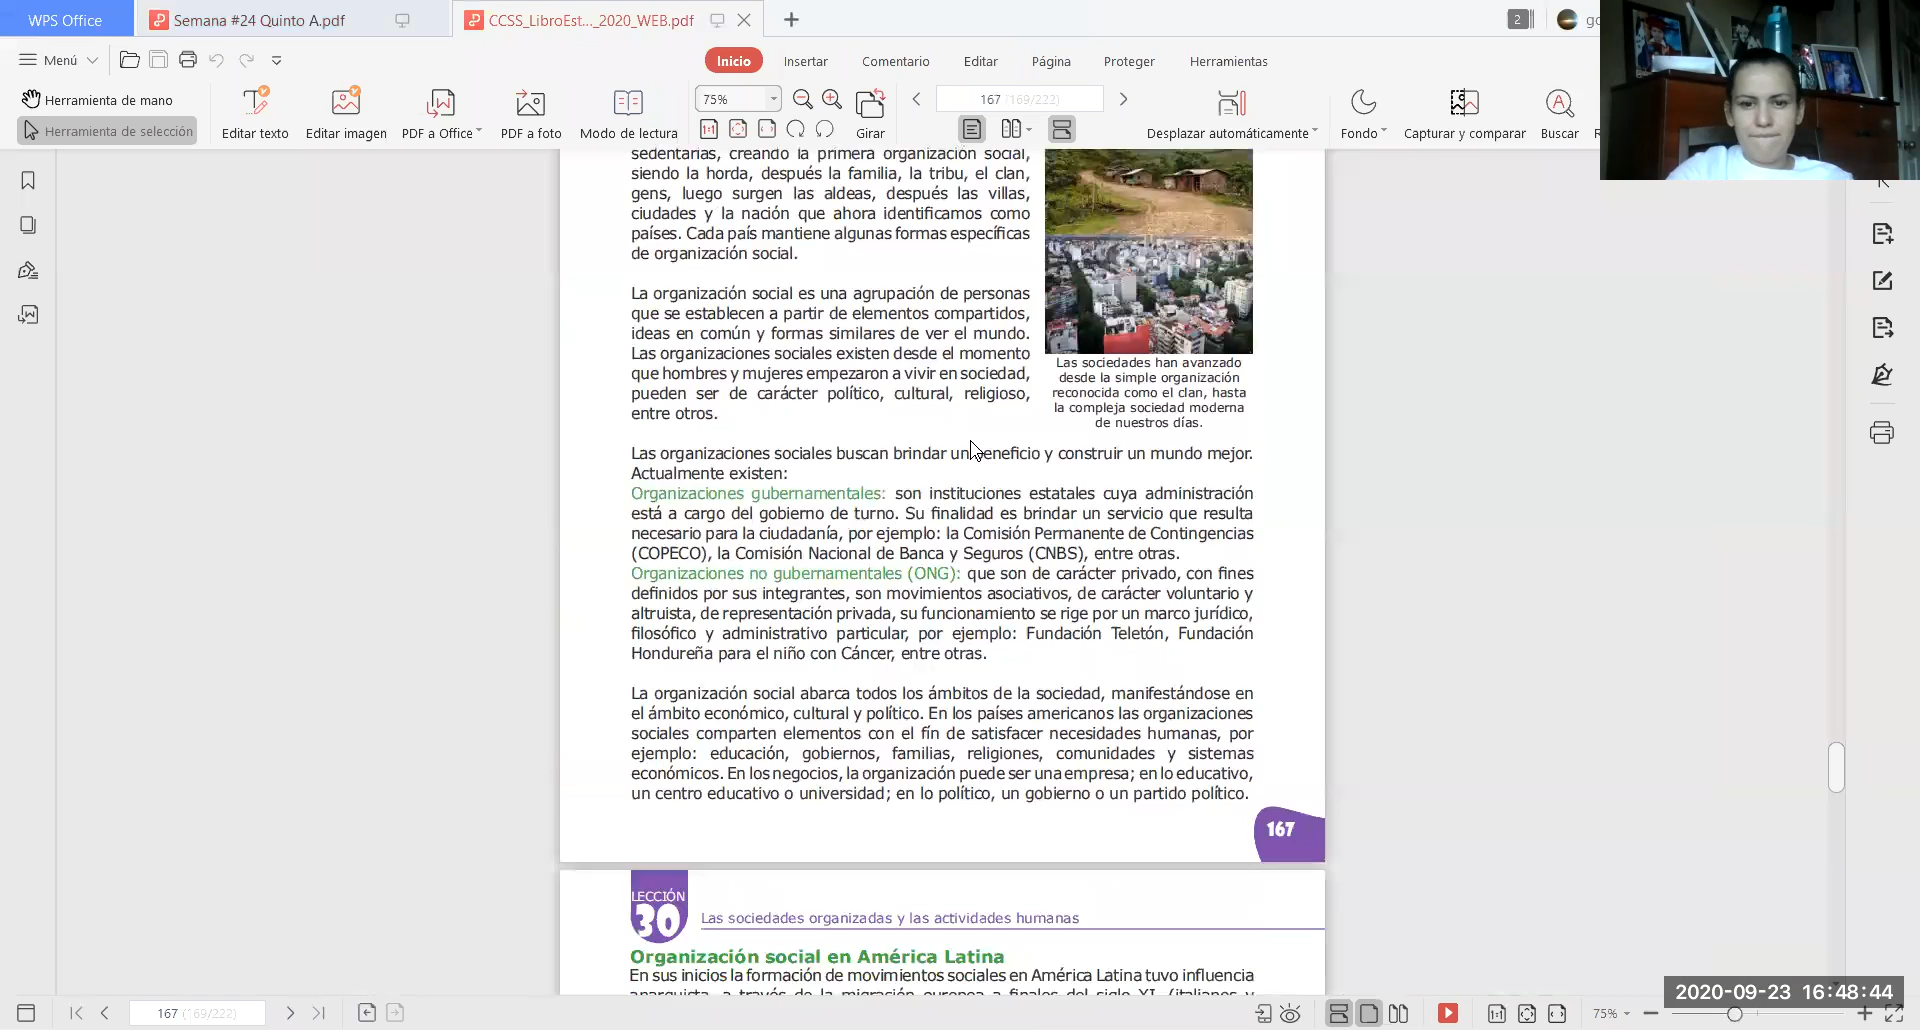 WPS Office
Semana #24 Quinto A.pdf
CCSS_LibroEst..._2020_WEB.pdf
2
Menú
Inicio
Insertar
Comentario
Editar
Página
Proteger
Herramientas
Herramienta de mano
Herramienta de selección
Editar texto
Editar imagen
PDF a Office
PDF a foto
Modo de lectura
75%
167 (169/222)
Girar
Desplazar automáticamente
Fondo
Capturar y comparar
Buscar
sedentarias, creando la primera organización social,
siendo la horda, después la familia, la tribu, el clan,
gens, luego surgen las aldeas, después las villas,
ciudades y la nación que ahora identificamos como
países. Cada país mantiene algunas formas específicas
de organización social.
La organización social es una agrupación de personas
que se establecen a partir de elementos compartidos,
ideas en común y formas similares de ver el mundo.
Las organizaciones sociales existen desde el momento
que hombres y mujeres empezaron a vivir en sociedad,
pueden ser de carácter político, cultural, religioso,
entre otros.
Las sociedades han avanzado
desde la simple organización
reconocida como el clan, hasta
la compleja sociedad moderna
de nuestros días.
Las organizaciones sociales buscan brindar un beneficio y construir un mundo mejor.
Actualmente existen:
Organizaciones gubernamentales: son instituciones estatales cuya administración
está a cargo del gobierno de turno. Su finalidad es brindar un servicio que resulta
necesario para la ciudadanía, por ejemplo: la Comisión Permanente de Contingencias
(COPECO), la Comisión Nacional de Banca y Seguros (CNBS), entre otras.
Organizaciones no gubernamentales (ONG): que son de carácter privado, con fines
definidos por sus integrantes, son movimientos asociativos, de carácter voluntario y
altruista, de representación privada, su funcionamiento se rige por un marco jurídico,
filosófico y administrativo particular, por ejemplo: Fundación Teletón, Fundación
Hondureña para el niño con Cáncer, entre otras.
La organización social abarca todos los ámbitos de la sociedad, manifestándose en
el ámbito económico, cultural y político. En los países americanos las organizaciones
sociales comparten elementos con el fín de satisfacer necesidades humanas, por
ejemplo: educación, gobiernos, familias, religiones, comunidades y sistemas
económicos. En los negocios, la organización puede ser una empresa; en lo educativo,
un centro educativo o universidad; en lo político, un gobierno o un partido político.
167
LECCIÓN
30
Las sociedades organizadas y las actividades humanas
Organización social en América Latina
En sus inicios la formación de movimientos sociales en América Latina tuvo influencia
anarquista, a través de la migración europea a finales del siglo XI, (italianos y
167 (169/222)
75%
2020-09-23 16:48:44